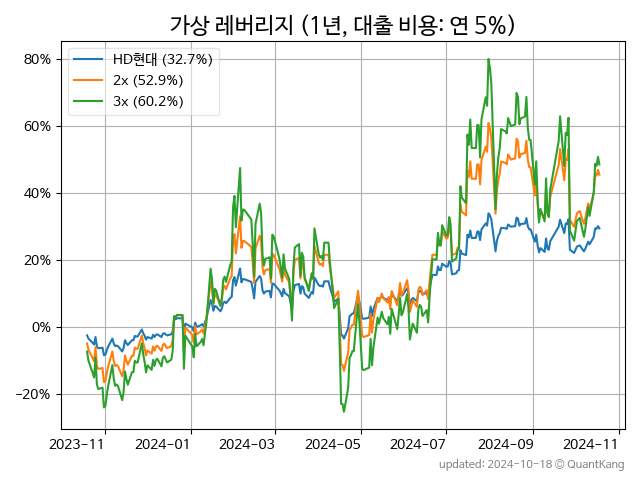 가상 레버리지 (1년, 대출 비용: 연 5%)
HD현대 (32.7%)
2x (52.9%)
3x (60.2%)
80%
60%
40%
20%
0%
−20%
2023-11 2024-01 2024-03 2024-05 2024-07 2024-09 2024-11
updated: 2024-10-18 © QuantKang